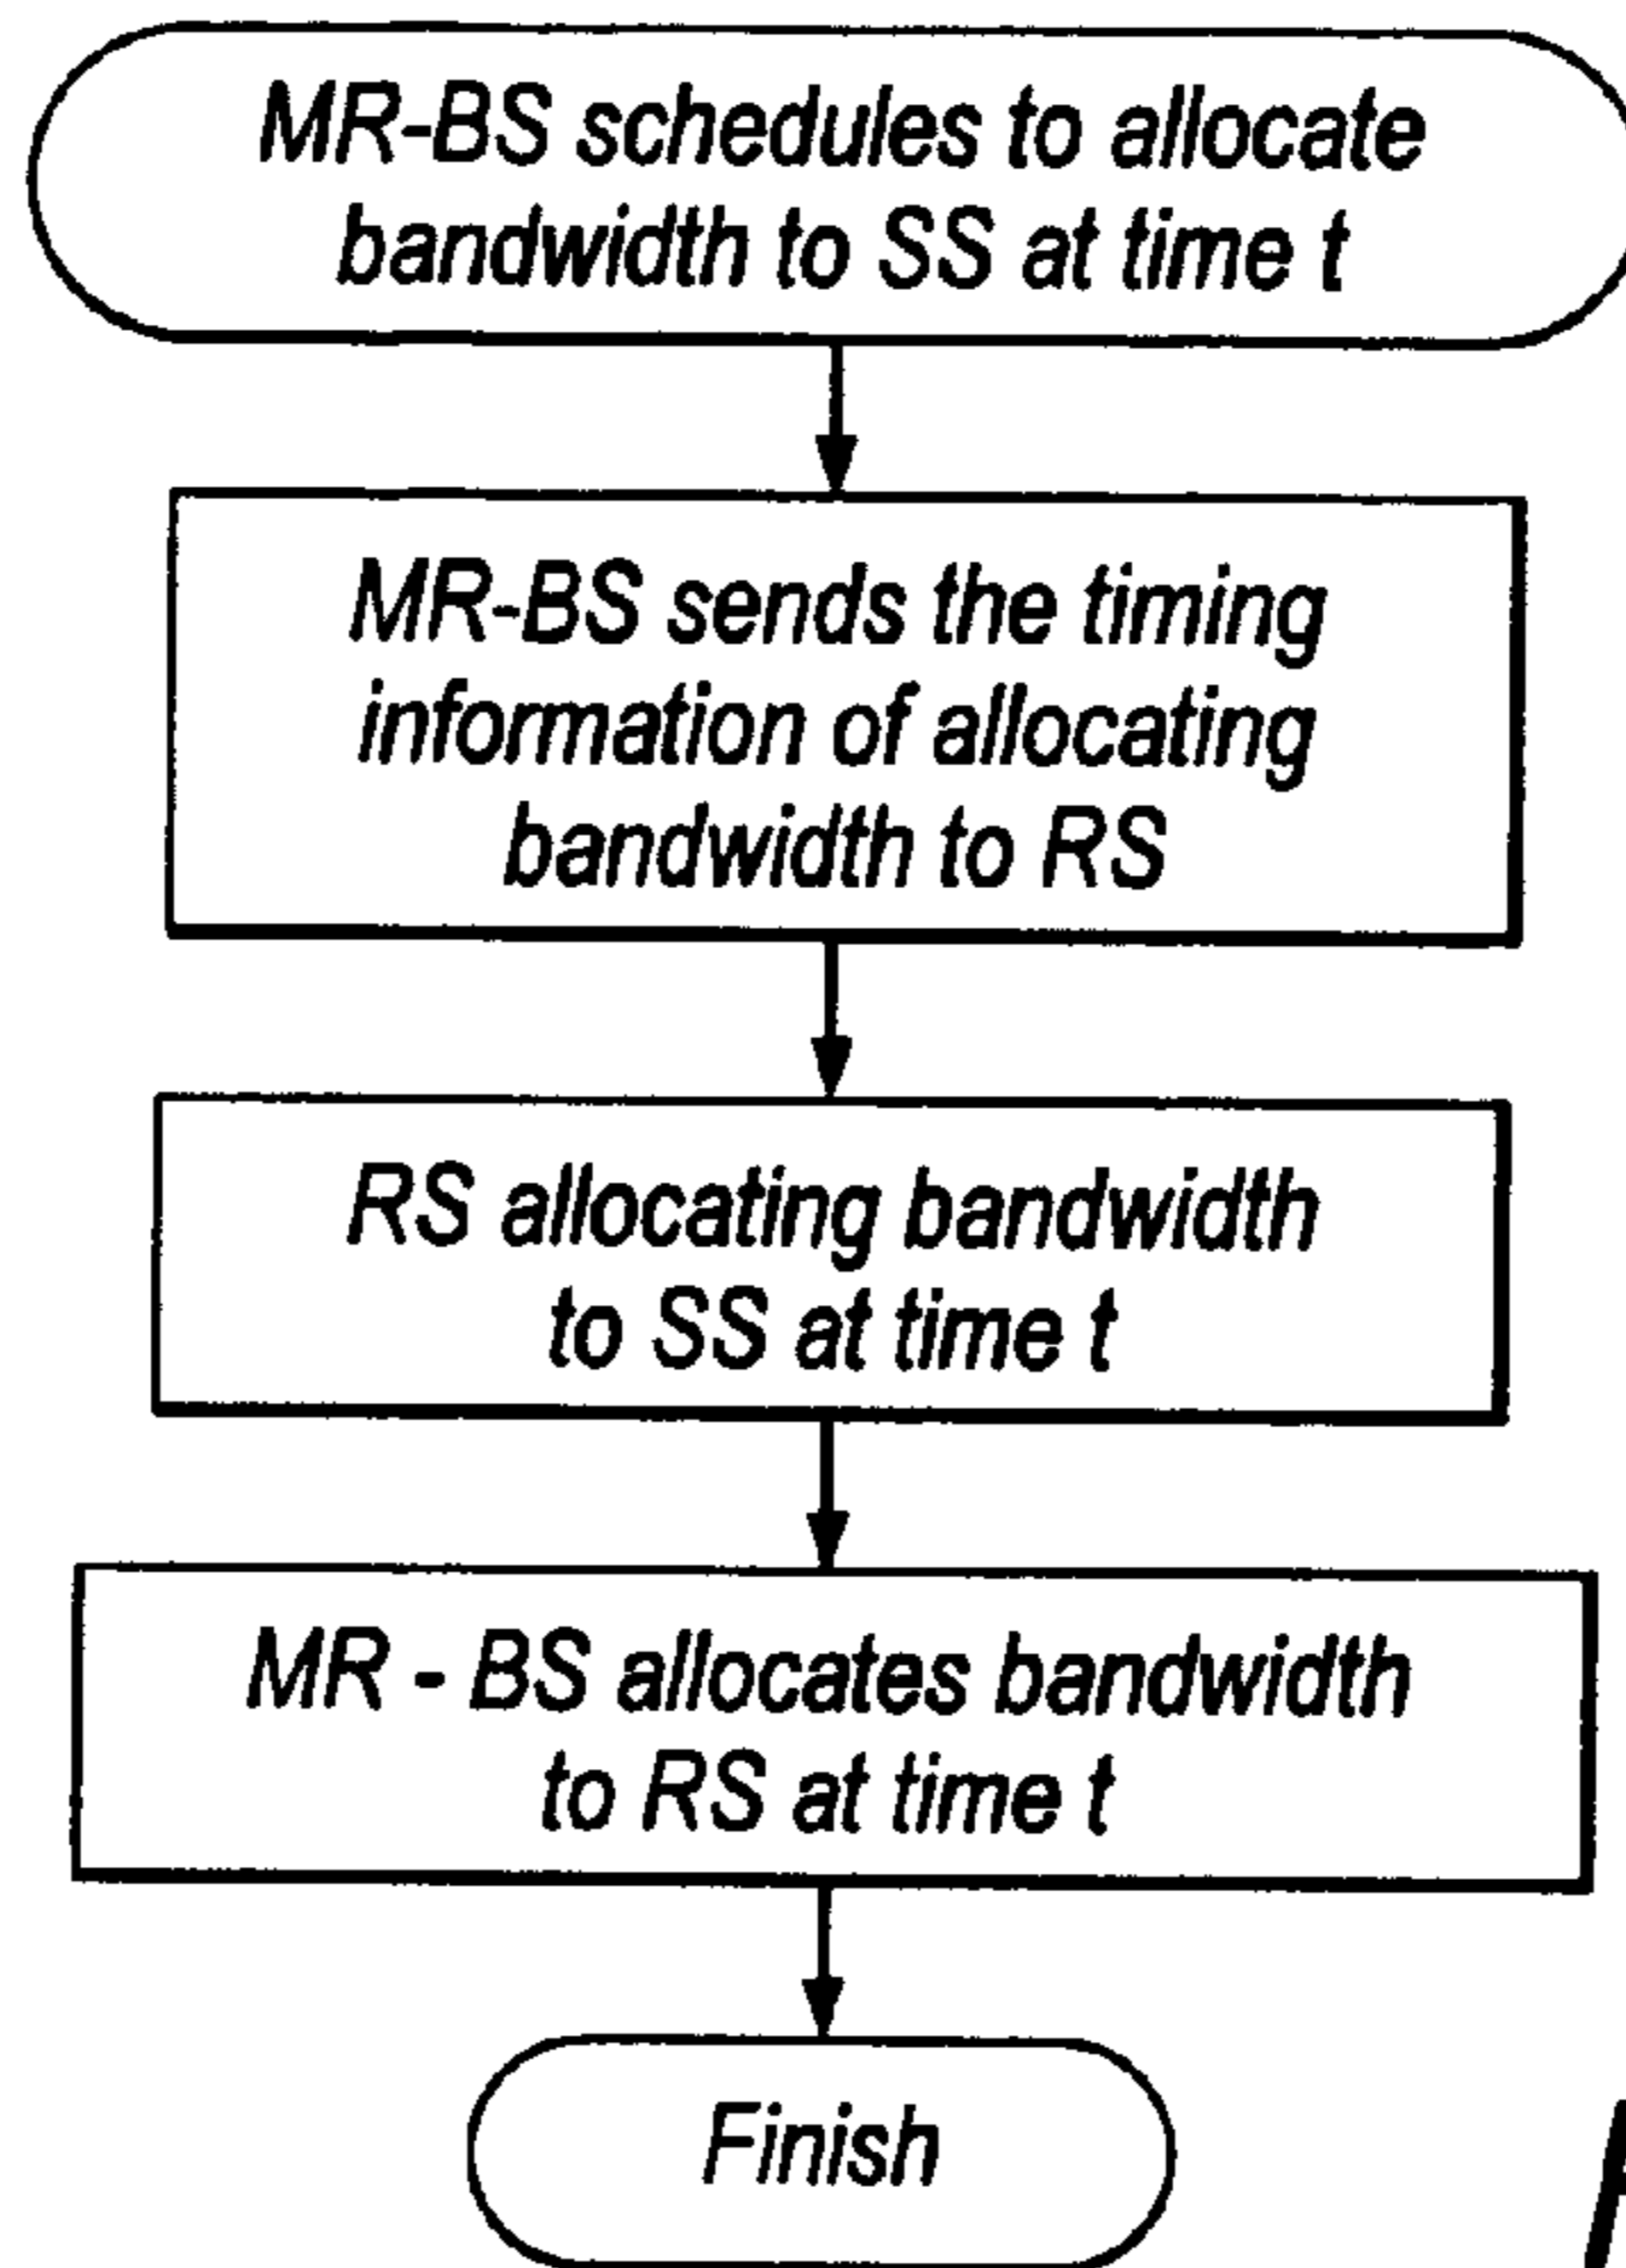 MR-BS schedules to allocate
bandwidth to SS at time t
MR-BS sends the timing
information of allocating
bandwidth to RS
RS allocating bandwidth
to SS at time t
MR - BS allocates bandwidth
to RS at time t
Finish